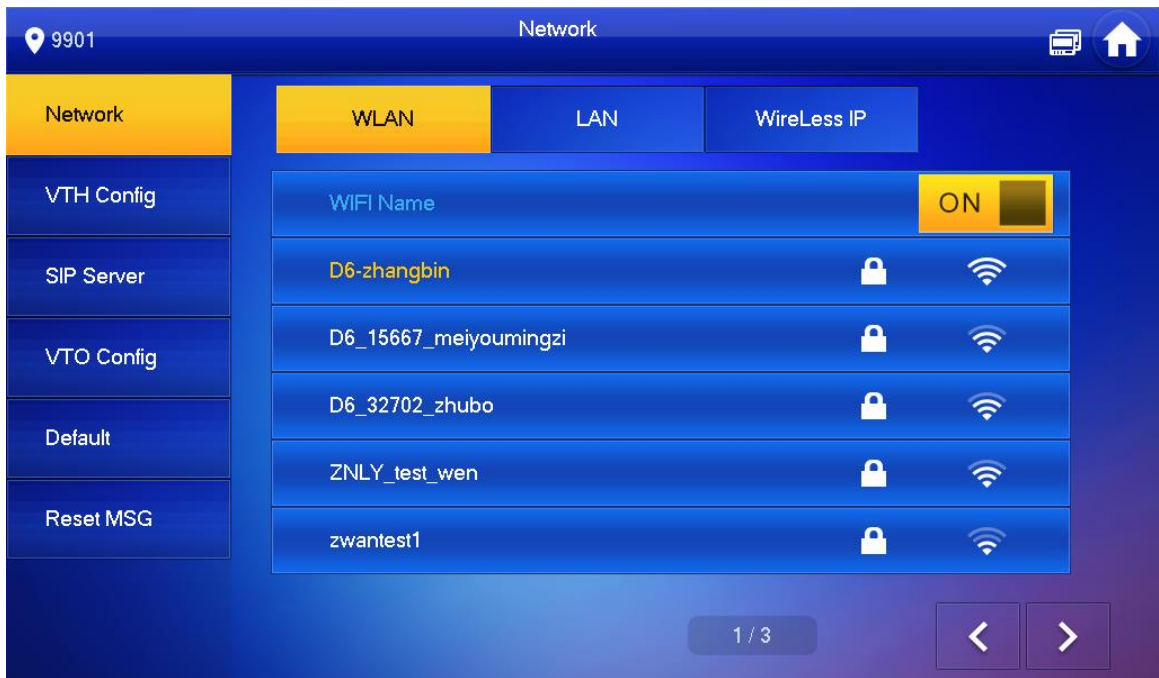 9901
Network
Network
VTH Config
SIP Server
VTO Config
Default
Reset MSG
WLAN
LAN
WireLess IP
WIFI Name
ON
D6-zhangbin
D6_15667_meiyoumingzi
D6_32702_zhubo
ZNLY_test_wen
zwantest1
1 / 3